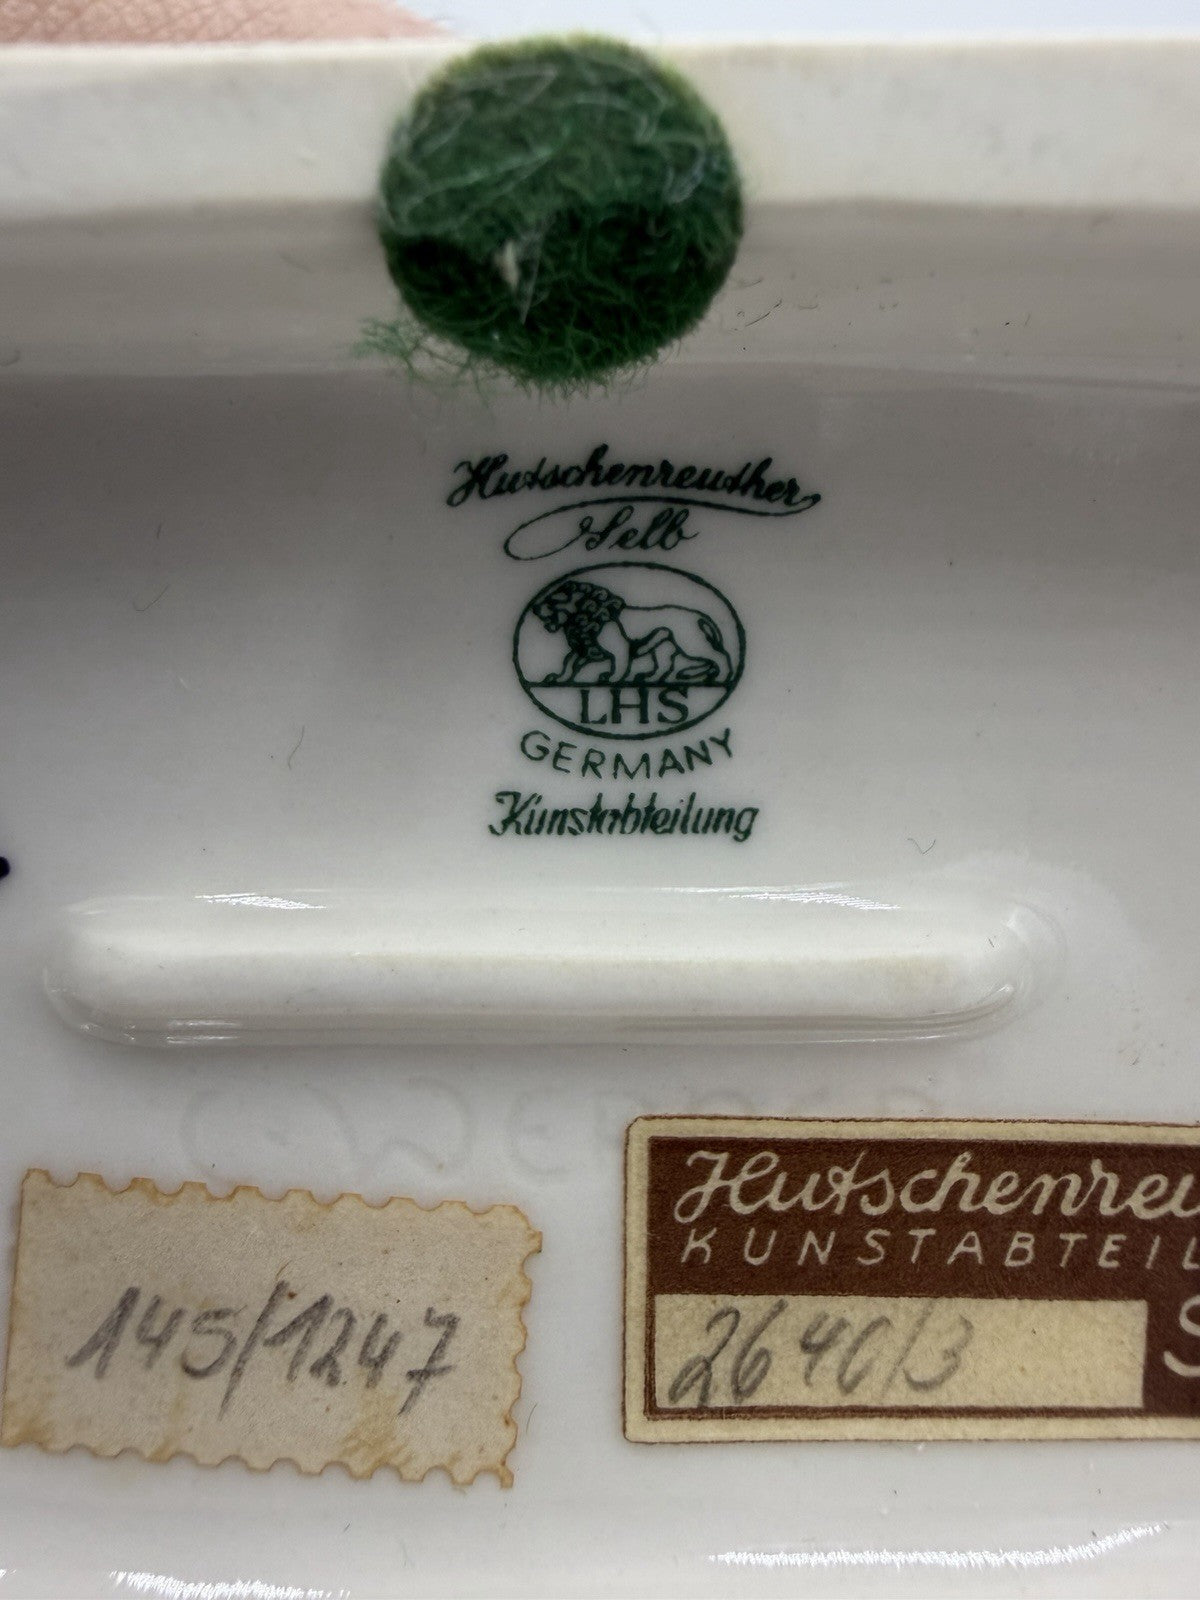 Hutschenreuther
Selb
LHS
GERMANY
Kunstabteilung
145/1247
Hutschenreu
KUNSTABTEIL
2640/3
S